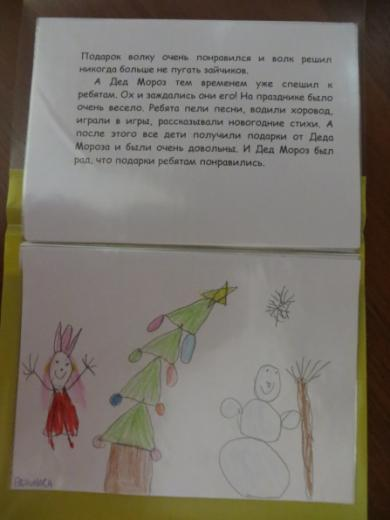 Подарок волку очень понравился и волк решил
никогда больше не пугать зайчиков.
А Дед Мороз тем временем уже спешил к
ребятам. Ох и заждались они его! На празднике было
очень весело. Ребята пели песни, водили хоровод,
играли в игры, рассказывали новогодние стихи. А
после этого все дети получили подарки от Деда
Мороза и были очень довольны. И Дед Мороз был
рад, что подарки ребятам понравились.